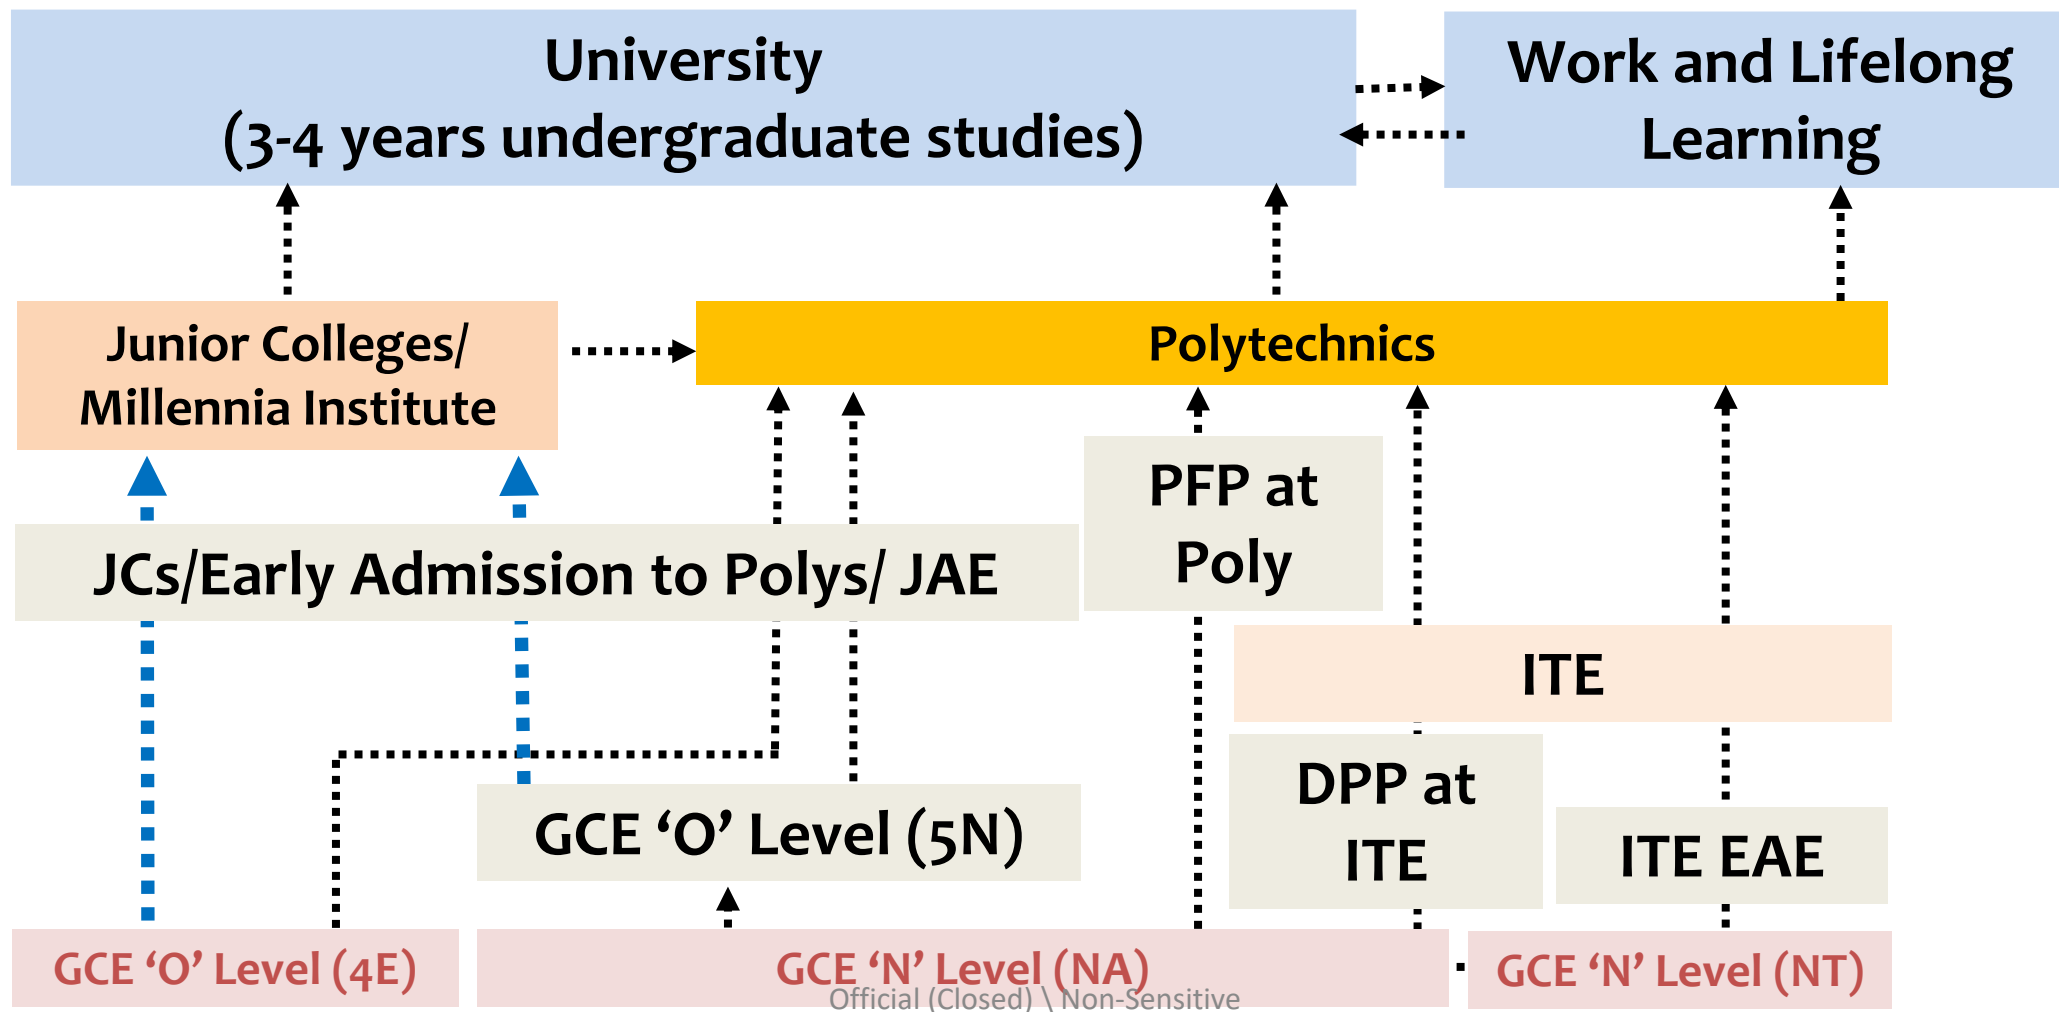 University
(3-4 years undergraduate studies)
Work and Lifelong
Learning
Junior Colleges/
Millennia Institute
Polytechnics
PFP at
Poly
JCs/Early Admission to Polys/ JAE
ITE
DPP at
ITE
GCE ‘O’ Level (5N)
ITE EAE
GCE ‘O’ Level (4E)
GCE ‘N’ Level (NA)
GCE ‘N’ Level (NT)
Official (Closed) \ Non-Sensitive